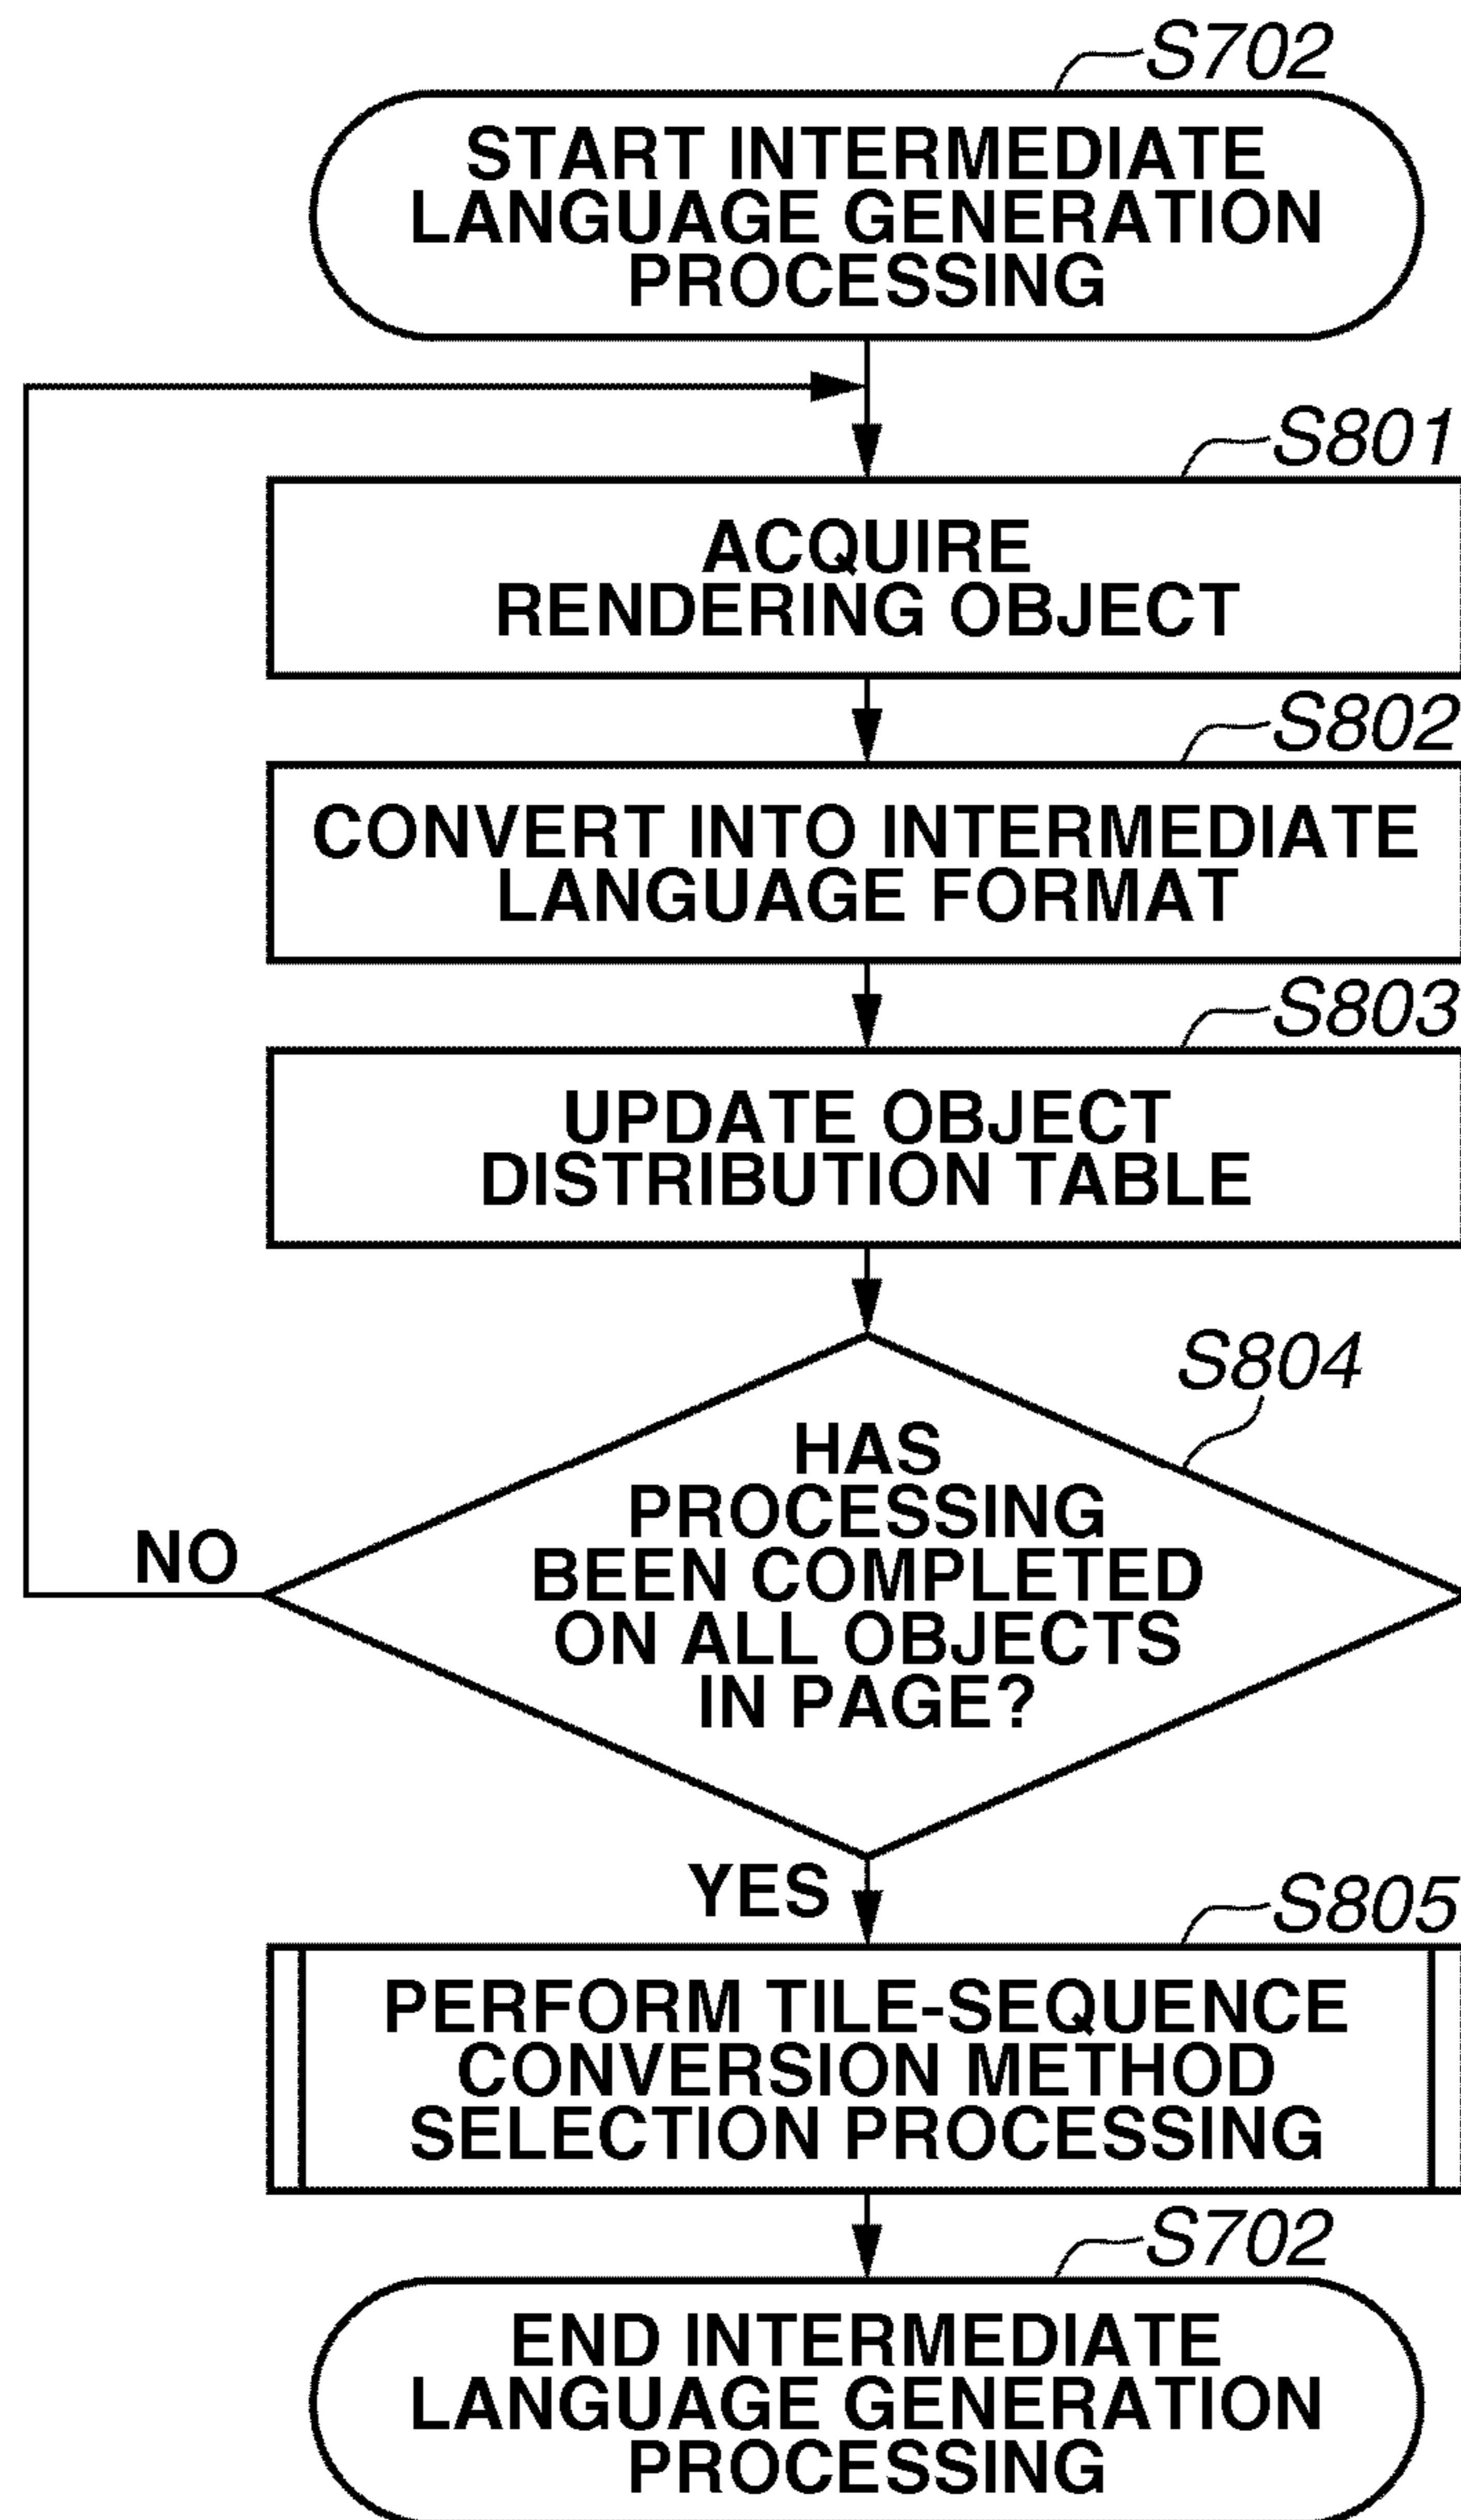 S702
START INTERMEDIATE
LANGUAGE GENERATION
PROCESSING
S801
ACQUIRE
RENDERING OBJECT
S802
CONVERT INTO INTERMEDIATE
LANGUAGE FORMAT
S803
UPDATE OBJECT
DISTRIBUTION TABLE
S804
HAS
PROCESSING
BEEN COMPLETED
ON ALL OBJECTS
IN PAGE?
NO
YES
S805
PERFORM TILE-SEQUENCE
CONVERSION METHOD
SELECTION PROCESSING
S702
END INTERMEDIATE
LANGUAGE GENERATION
PROCESSING